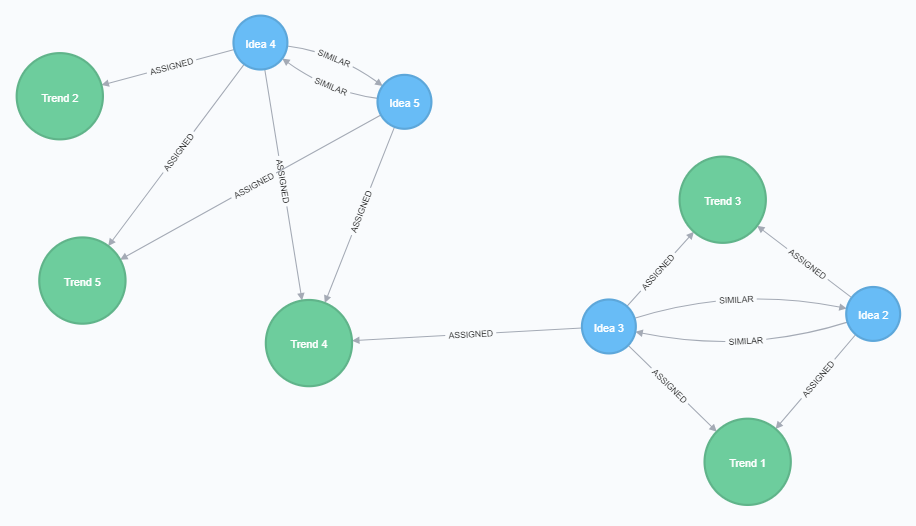 Idea 4
SIMILAR
ASSIGNED
SIMILAR
Trend 2
Idea 5
ASSIGNED
ASSIGNED
ASSIGNED
ASSIGNED
Trend 3
Trend 5
ASSIGNED
ASSIGNED
SIMILAR
Idea 2
Idea 3
ASSIGNED
SIMILAR
Trend 4
ASSIGNED
ASSIGNED
Trend 1